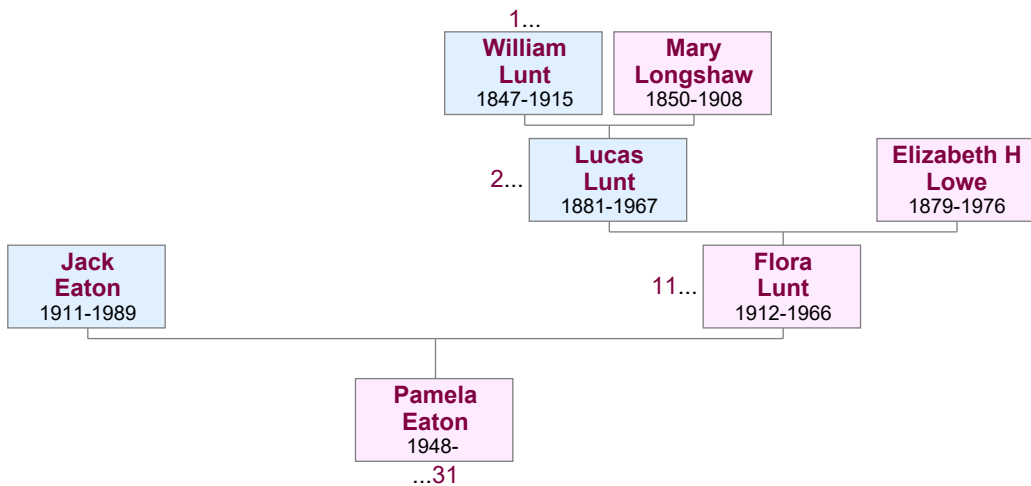 1...
William
Lunt
1847-1915
Mary
Longshaw
1850-1908
2...
Lucas
Lunt
1881-1967
Elizabeth H
Lowe
1879-1976
Jack
Eaton
1911-1989
11...
Flora
Lunt
1912-1966
Pamela
Eaton
1948-
...31